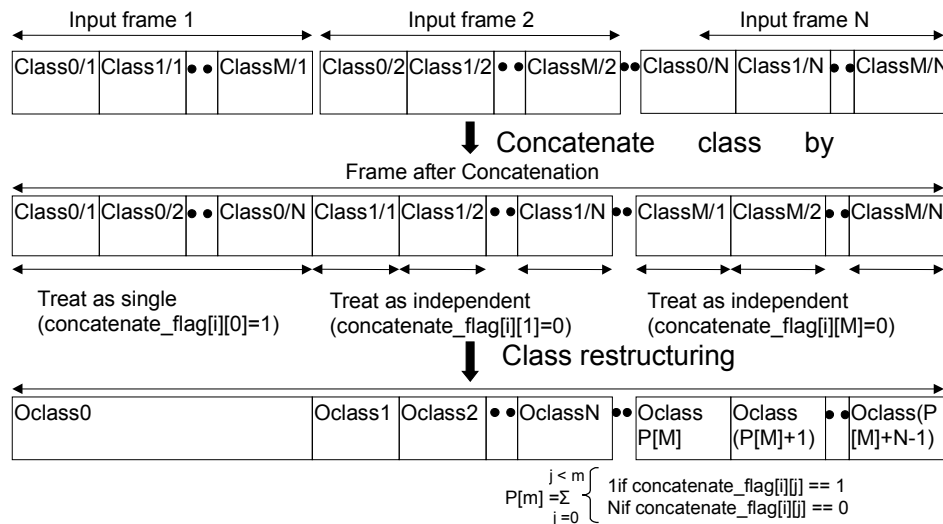 Input frame 1 Input frame 2 Input frame N
Class0/1 Class1/1 •• ClassM/1 Class0/2 Class1/2 •• ClassM/2 •• Class0/N Class1/N •• ClassM/N
Concatenate class by
Frame after Concatenation
Class0/1 Class0/2 •• Class0/N Class1/1 Class1/2 •• Class1/N •• ClassM/1 ClassM/2 •• ClassM/N
Treat as single Treat as independent Treat as independent
(concatenate_flag[i][0]=1) (concatenate_flag[i][1]=0) (concatenate_flag[i][M]=0)
Class restructuring
Oclass0 Oclass1 Oclass2 •• OclassN •• Oclass Oclass •• Oclass(P
P[M] (P[M]+1) [M]+N-1)
j < m
P[m] =Σ { 1if concatenate_flag[i][j] == 1
j=0 Nif concatenate_flag[i][j] == 0